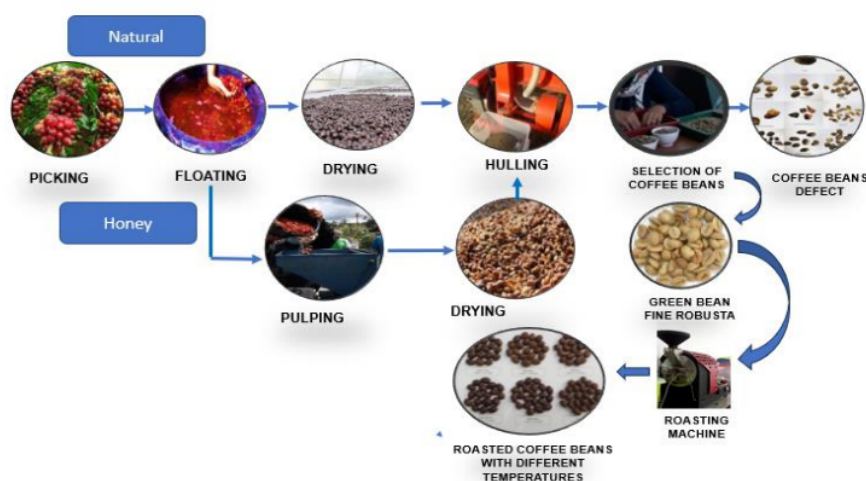 Natural
PICKING
FLOATING
DRYING
HULLING
SELECTION OF
COFFEE BEANS
COFFEE BEANS
DEFECT
Honey
PULPING
DRYING
GREEN BEAN
FINE ROBUSTA
ROASTING
MACHINE
ROASTED COFFEE BEANS
WITH DIFFERENT
TEMPERATURES